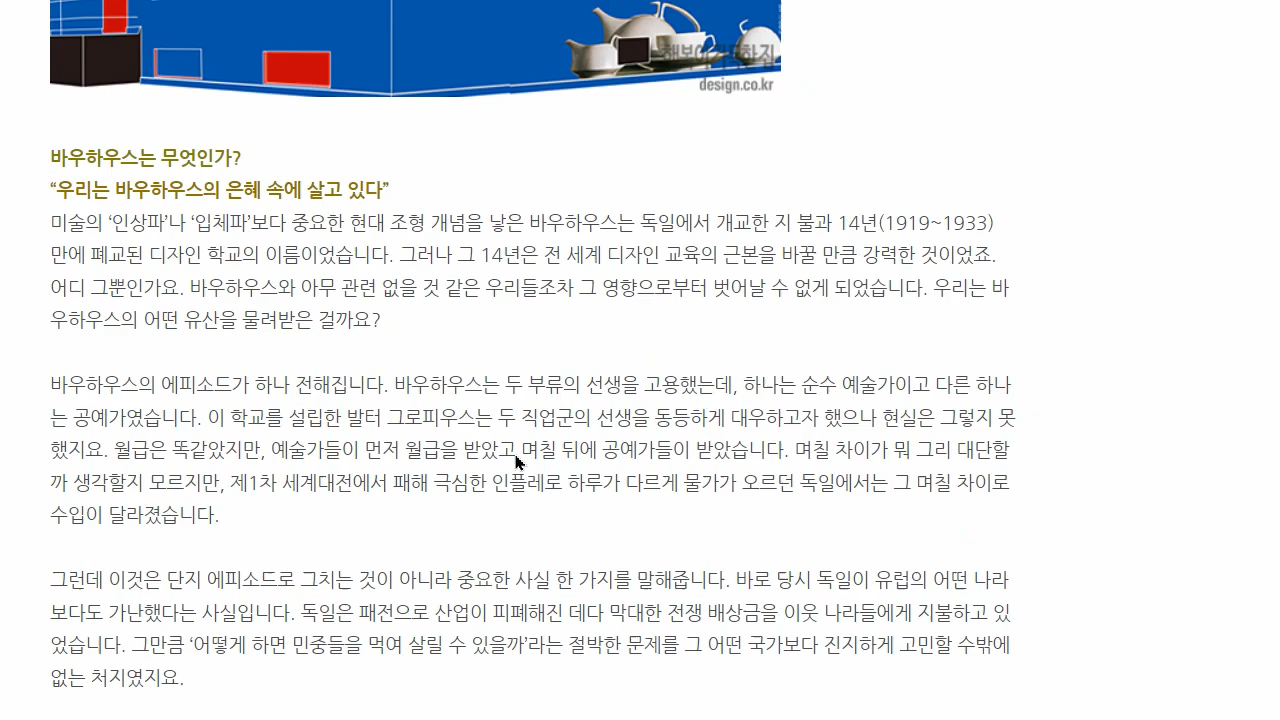 행복이가득한집
design.co.kr
바우하우스는 무엇인가?
“우리는 바우하우스의 은혜 속에 살고 있다”
미술의 ‘인상파’나 ‘입체파’보다 중요한 현대 조형 개념을 낳은 바우하우스는 독일에서 개교한 지 불과 14년(1919~1933)
만에 폐교된 디자인 학교의 이름이었습니다. 그러나 그 14년은 전 세계 디자인 교육의 근본을 바꿀 만큼 강력한 것이었죠.
어디 그뿐인가요. 바우하우스와 아무 관련 없을 것 같은 우리들조차 그 영향으로부터 벗어날 수 없게 되었습니다. 우리는 바
우하우스의 어떤 유산을 물려받은 걸까요?
바우하우스의 에피소드가 하나 전해집니다. 바우하우스는 두 부류의 선생을 고용했는데, 하나는 순수 예술가이고 다른 하나
는 공예가였습니다. 이 학교를 설립한 발터 그로피우스는 두 직업군의 선생을 동등하게 대우하고자 했으나 현실은 그렇지 못
했지요. 월급은 똑같았지만, 예술가들이 먼저 월급을 받았고 며칠 뒤에 공예가들이 받았습니다. 며칠 차이가 뭐 그리 대단할
까 생각할지 모르지만, 제1차 세계대전에서 패해 극심한 인플레로 하루가 다르게 물가가 오르던 독일에서는 그 며칠 차이로
수입이 달라졌습니다.
그런데 이것은 단지 에피소드로 그치는 것이 아니라 중요한 사실 한 가지를 말해줍니다. 바로 당시 독일이 유럽의 어떤 나라
보다도 가난했다는 사실입니다. 독일은 패전으로 산업이 피폐해진 데다 막대한 전쟁 배상금을 이웃 나라들에게 지불하고 있
었습니다. 그만큼 ‘어떻게 하면 민중들을 먹여 살릴 수 있을까’라는 절박한 문제를 그 어떤 국가보다 진지하게 고민할 수밖에
없는 처지였지요.